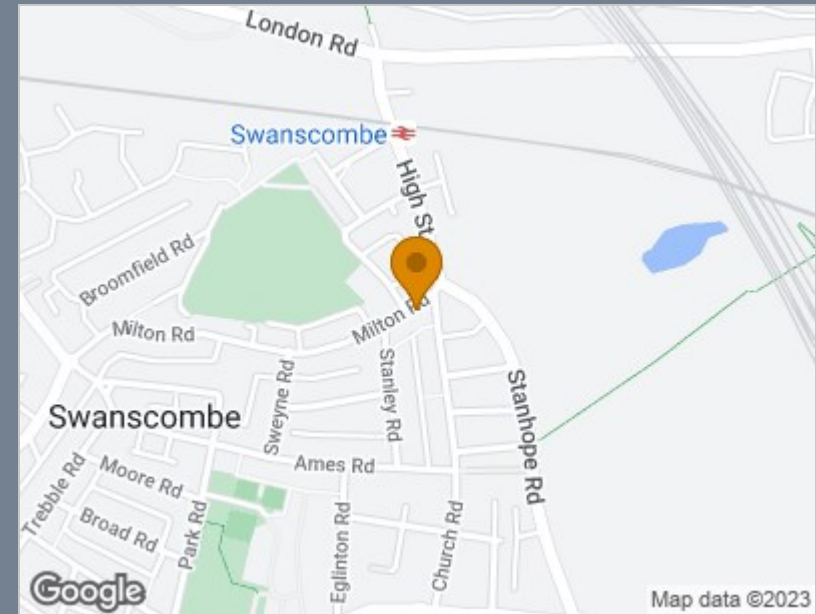 London Rd
Swanscombe
High St
Broomfield Rd
Milton Rd
Milton Rd
Stanley Rd
Sweyne Rd
Stanhope Rd
Swanscombe
Ames Rd
Moore Rd
Trebble Rd
Broad Rd
Park Rd
Eglinton Rd
Church Rd
Google
Map data ©2023